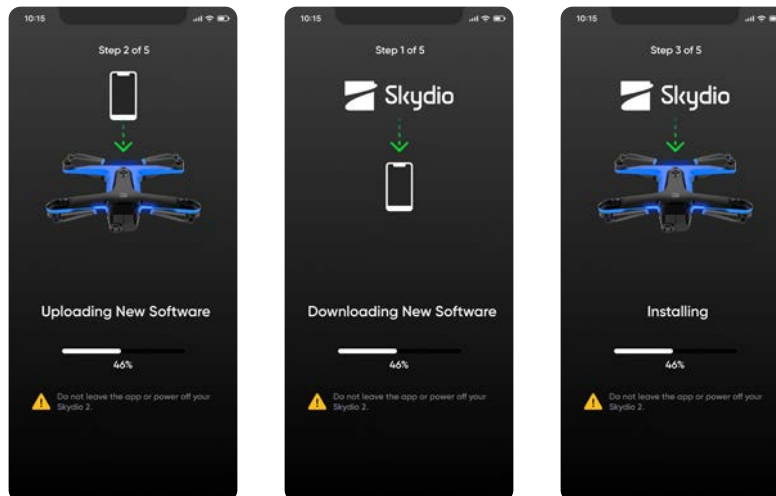 10:15
Step 2 of 5
Uploading New Software
46%
Do not leave the app or power off your
Skydio 2.
10:15
Step 1 of 5
Skydio
Downloading New Software
46%
Do not leave the app or power off your
Skydio 2.
10:15
Step 3 of 5
Skydio
Installing
46%
Do not leave the app or power off your
Skydio 2.